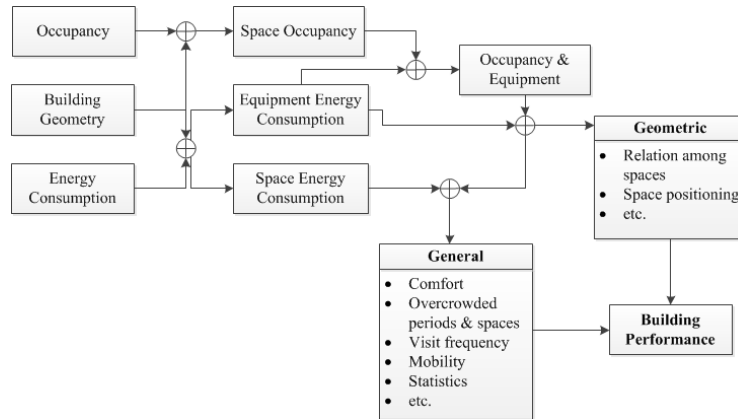 Occupancy
Space Occupancy
Occupancy &
Equipment
Building
Geometry
Equipment Energy
Consumption
Geometric
• Relation among
spaces
• Space positioning
• etc.
Energy
Consumption
Space Energy
Consumption
General
• Comfort
• Overcrowded
periods & spaces
• Visit frequency
• Mobility
• Statistics
• etc.
Building
Performance